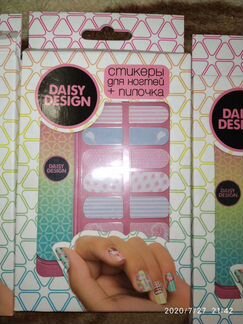 DAISY
DESIGN
стикеры
для ногтей
+ пилочка
DAISY
DESIGN
DAISY
DESIGN
2020/7/27 21:42